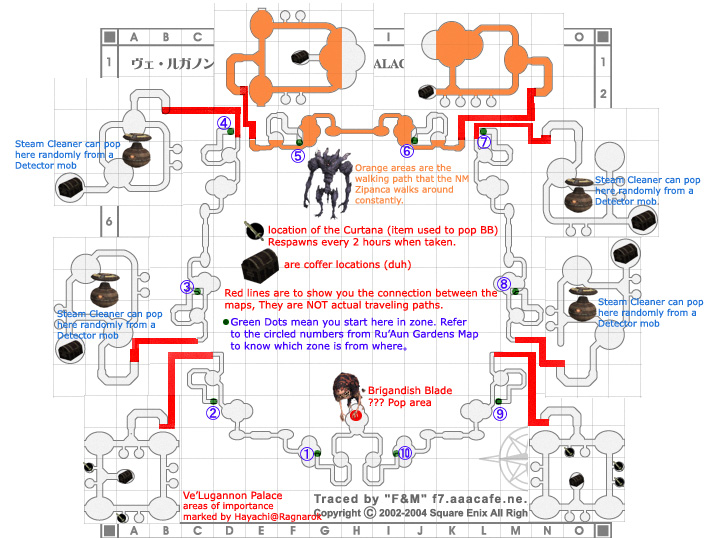 A B C I O
1 ヴェ・ルガノン ALAC 1
2
Steam Cleaner can pop
here randomly from a
Detector mob
④ ⑤ ⑥ ⑦
Orange areas are the
walking path that the NM
Zipanca walks around
constantly.
Steam Cleaner can pop
here randomly from a
Detector mob.
6
location of the Curtana (item used to pop BB)
Respawns every 2 hours when taken.
are coffer locations (duh)
Red lines are to show you the connection between the
maps, They are NOT actual traveling paths.
③ ⑧
Steam Cleaner can pop
here randomly from a
Detector mob
Steam Cleaner can pop
here randomly from a
Detector mob
Green Dots mean you start here in zone. Refer
to the circled numbers from Ru'Aun Gardens Map
to know which zone is from where。
Brigandish Blade
??? Pop area
② ⑨
① ⑩
Ve'Lugannon Palace
areas of importance
marked by Hayachi@Ragnarok
Traced by "F&M" f7.aaacafe.ne.
Copyright © 2002-2004 Square Enix All Righ
A B C D E F G H I J K L M N O